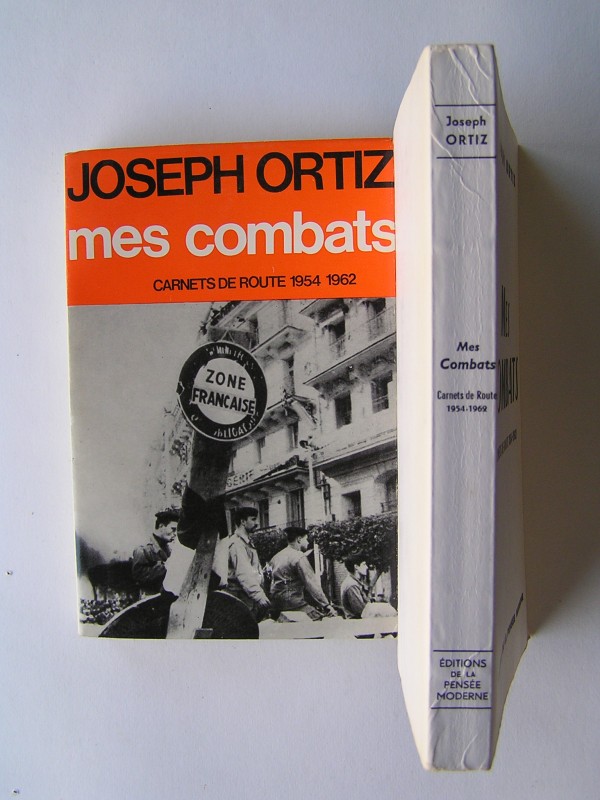 JOSEPH ORTIZ
mes combats
CARNETS DE ROUTE 1954 1962
ZONE
FRANÇAISE
Joseph
ORTIZ
Mes
Combats
Carnets de Route
1954-1962
ÉDITIONS
DE LA
PENSÉE
MODERNE